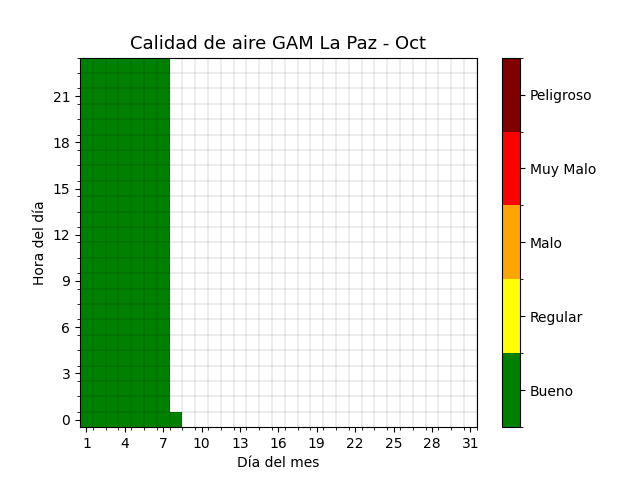 Calidad de aire GAM La Paz - Oct
Hora del día
21
18
15
12
9
6
3
0
1 4 7 10 13 16 19 22 25 28 31
Día del mes
Peligroso
Muy Malo
Malo
Regular
Bueno